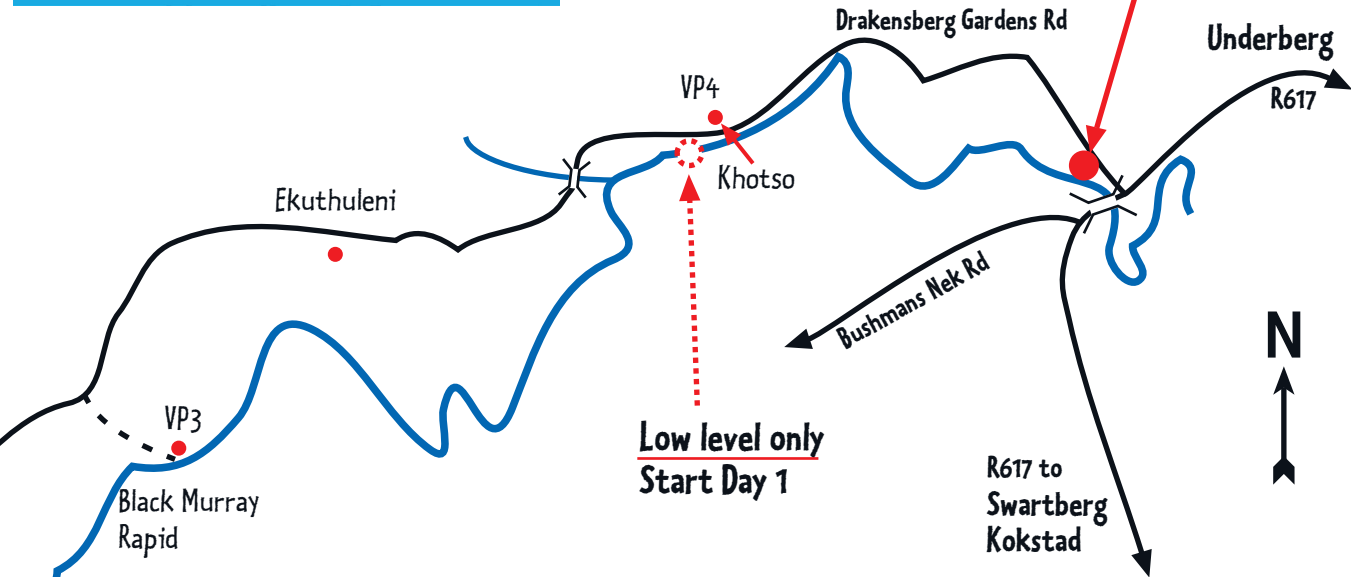 Drakensberg Gardens Rd
Underberg
R617
VP4
Khotso
Ekuthuleni
Bushmans Nek Rd
N
VP3
Low level only
Start Day 1
Black Murray
Rapid
R617 to
Swartberg
Kokstad